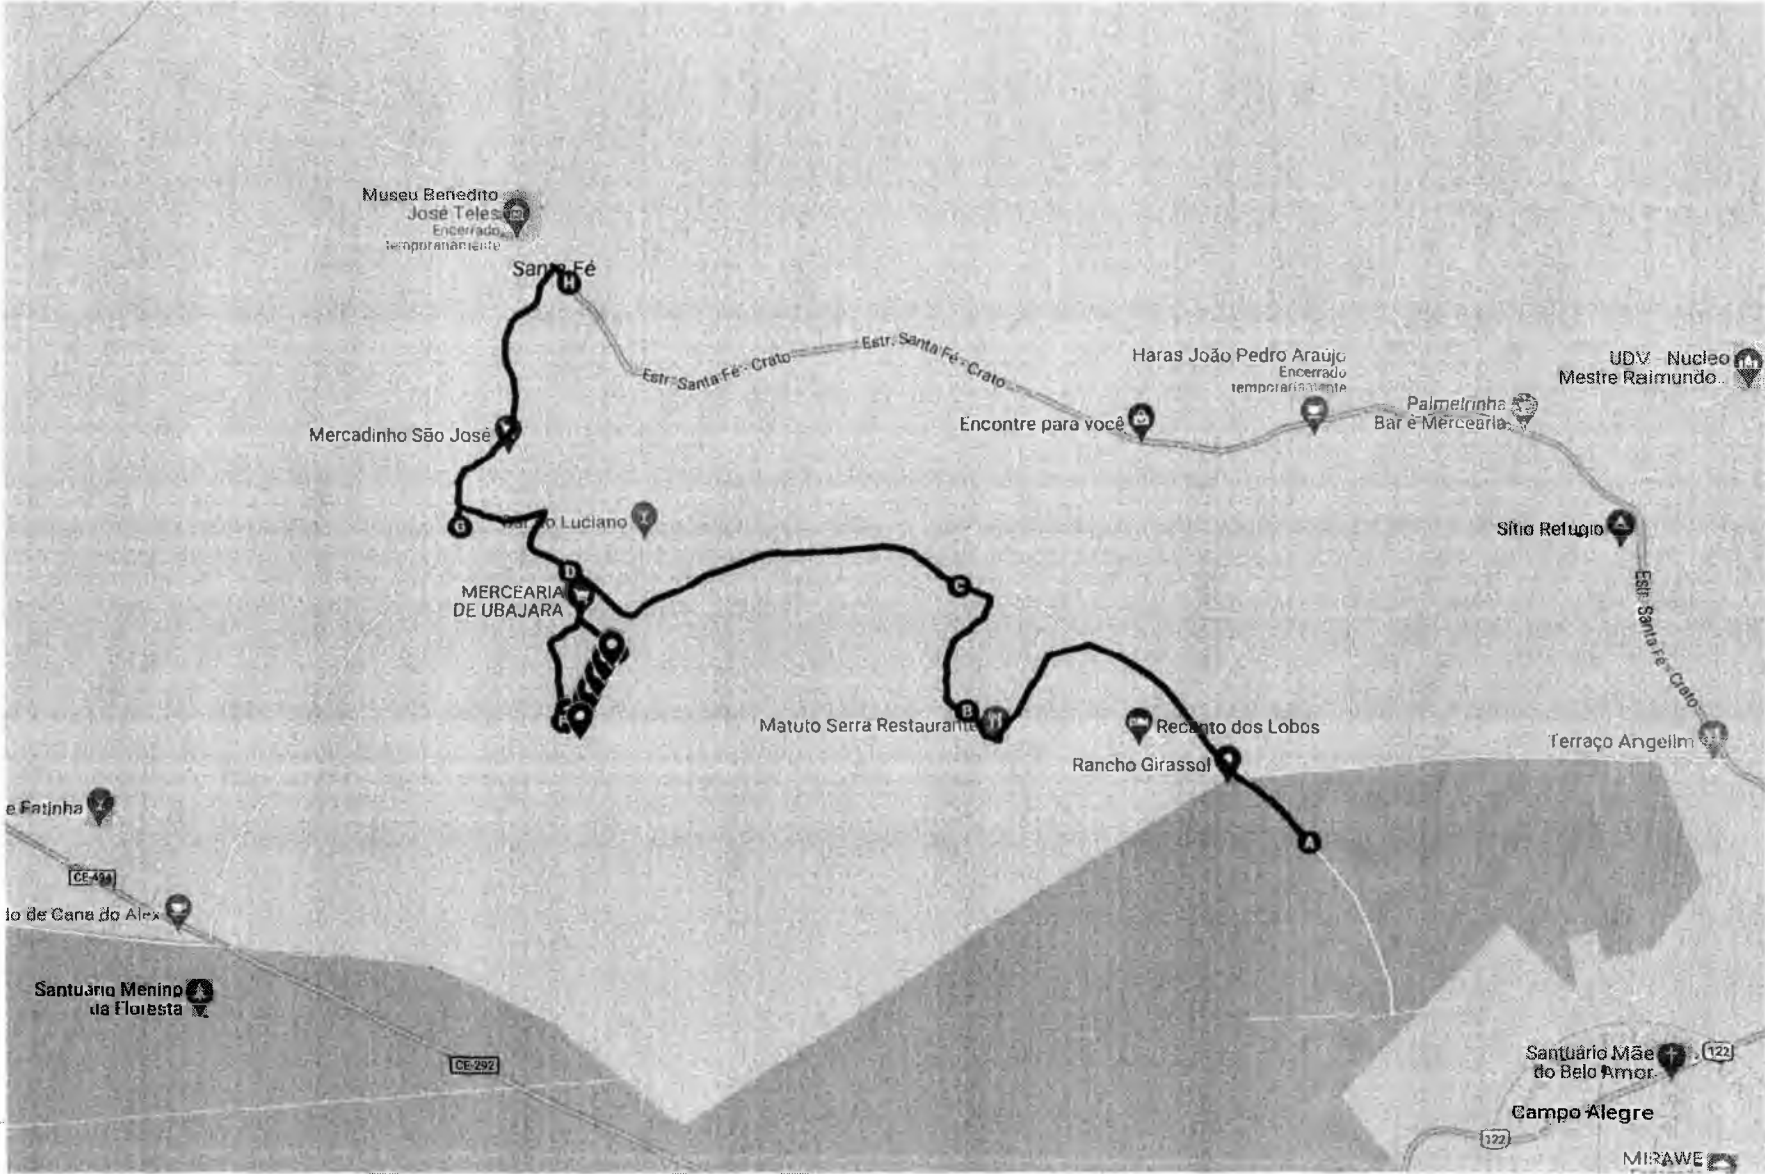 Museu Benedito
José Teles
Encerrado
temporariamente
Santa Fé
H
Estr. Santa Fé - Crato
Estr. Santa Fé - Crato
Haras João Pedro Araújo
Encerrado
temporariamente
UDV - Nucleo
Mestre Raimundo...
Palmeirinha
Bar e Mercearia
Encontre para você
Mercadinho São José
G
Luciano
Sítio Refugio
D
MERCEARIA
DE UBAJARA
C
Estr. Santa Fé - Crato
B
Matuto Serra Restaurante
Recanto dos Lobos
Terraço Angelim
Rancho Girassol
e Fatinha
A
CE-494
do de Cana do Alex
Santuário Menino
da Floresta
CE-292
Santuário Mãe
do Belo Amor
122
Campo Alegre
122
MIRAWE